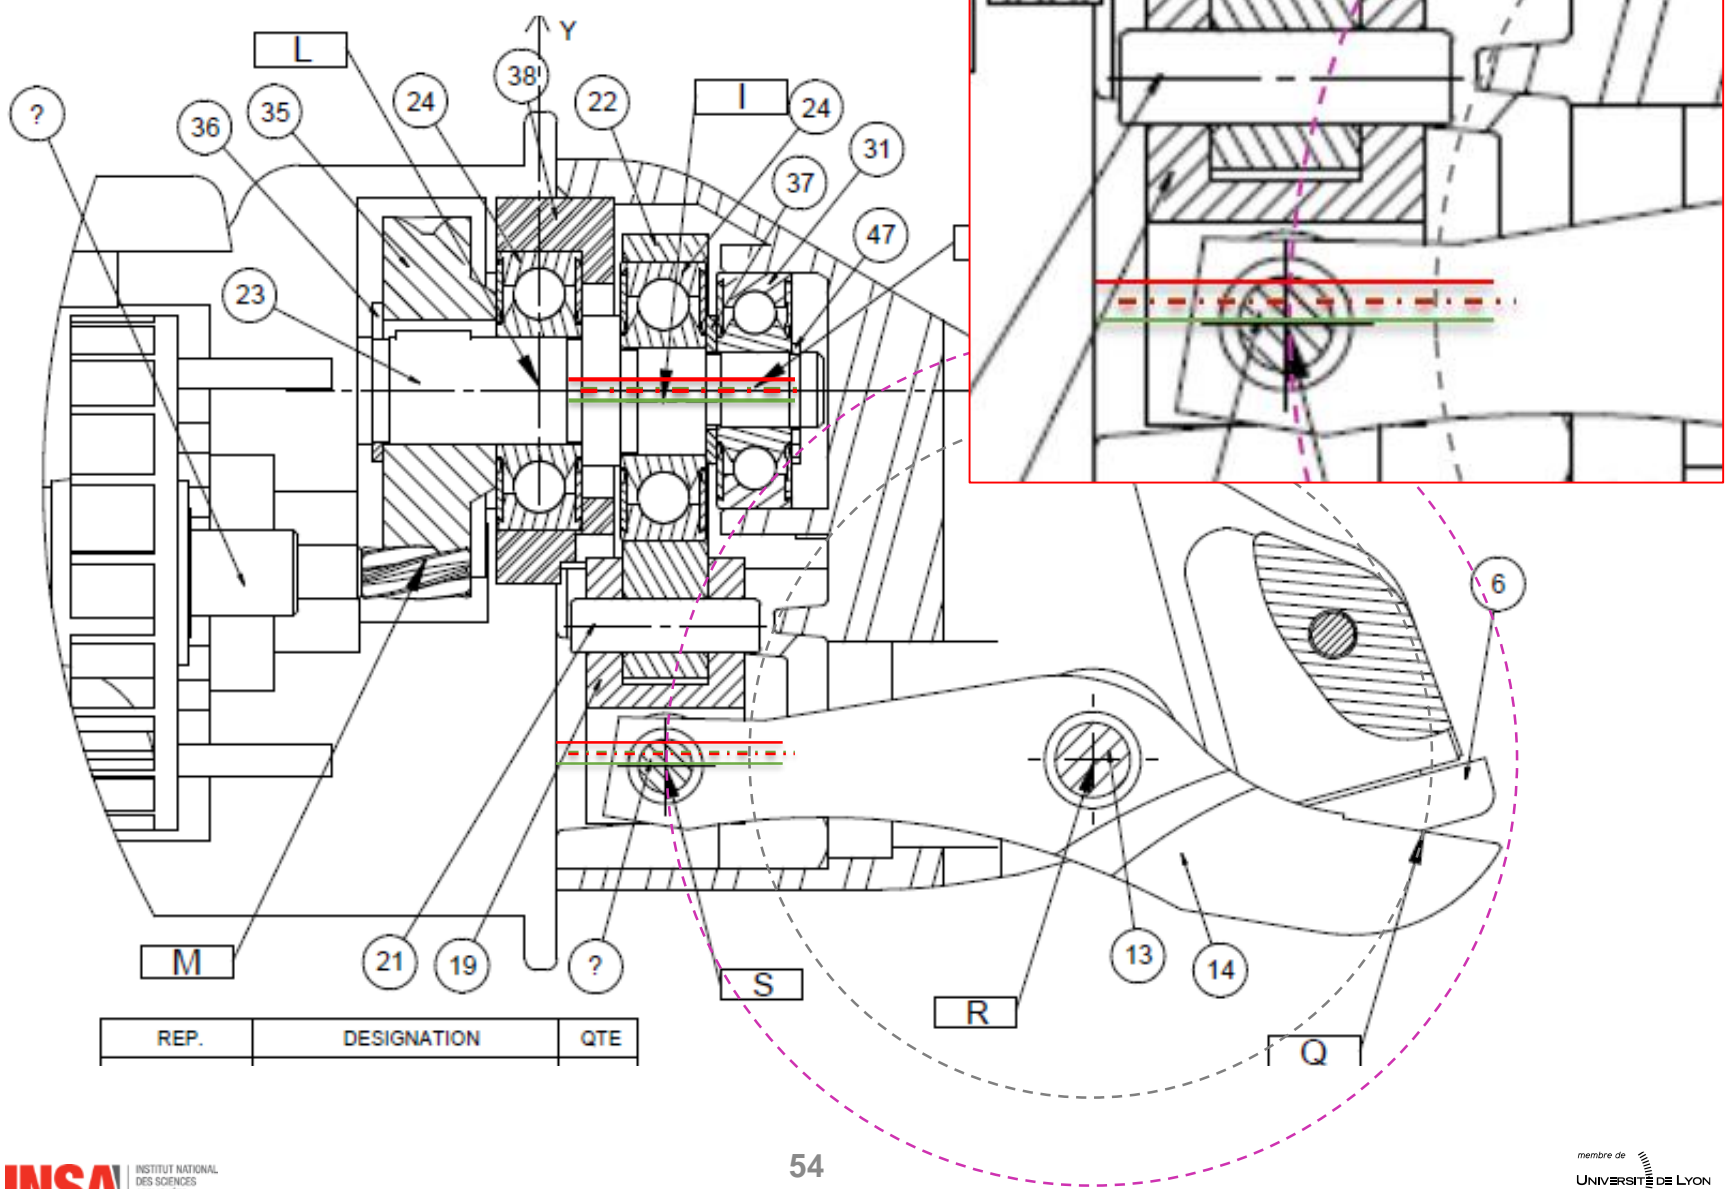 Y
L
38
I
?
36
35
24
22
24
31
37
47
23
6
M
21
19
?
S
R
13
14
Q
REP. DESIGNATION QTE
INSA
INSTITUT NATIONAL
DES SCIENCES
54
membre de
UNIVERSITÉ DE LYON